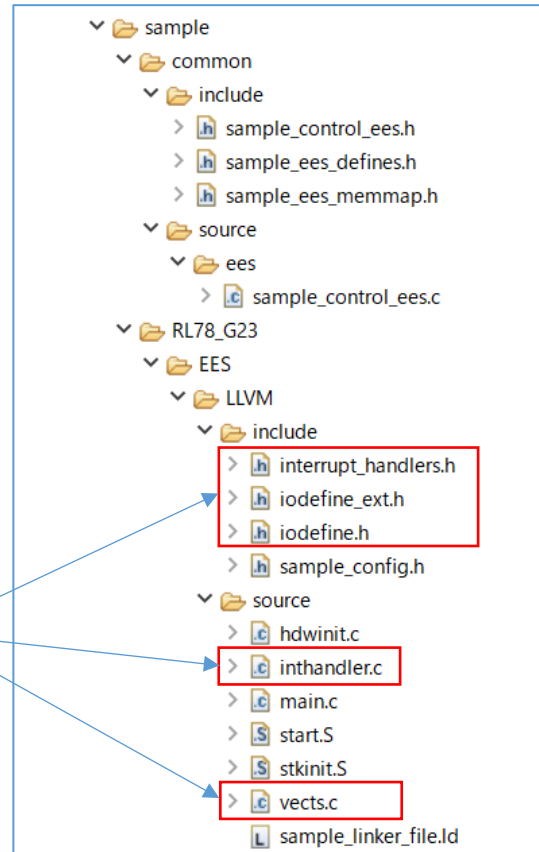 sample
common
include
sample_control_ees.h
sample_ees_defines.h
sample_ees_memmap.h
source
ees
sample_control_ees.c
RL78_G23
EES
LLVM
include
interrupt_handlers.h
iodefine_ext.h
iodefine.h
sample_config.h
source
hdwinit.c
inthandler.c
main.c
start.S
stkinit.S
vects.c
sample_linker_file.ld